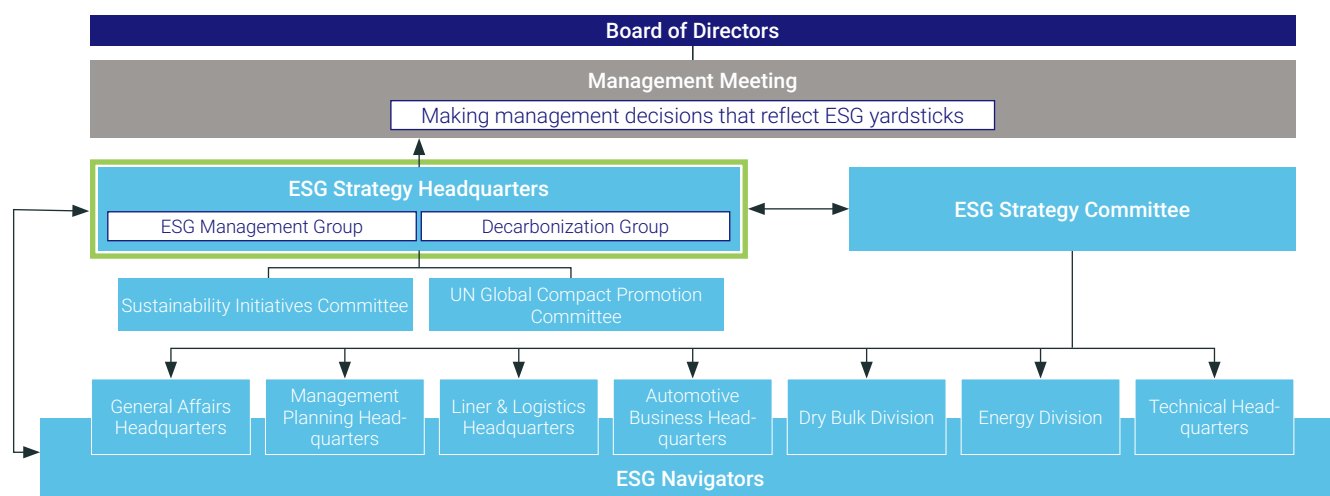 Board of Directors
Management Meeting
Making management decisions that reflect ESG yardsticks
ESG Strategy Headquarters
ESG Management Group
Decarbonization Group
ESG Strategy Committee
Sustainability Initiatives Committee
UN Global Compact Promotion
Committee
General Affairs
Headquarters
Management
Planning Head-
quarters
Liner & Logistics
Headquarters
Automotive
Business Head-
quarters
Dry Bulk Division
Energy Division
Technical Head-
quarters
ESG Navigators